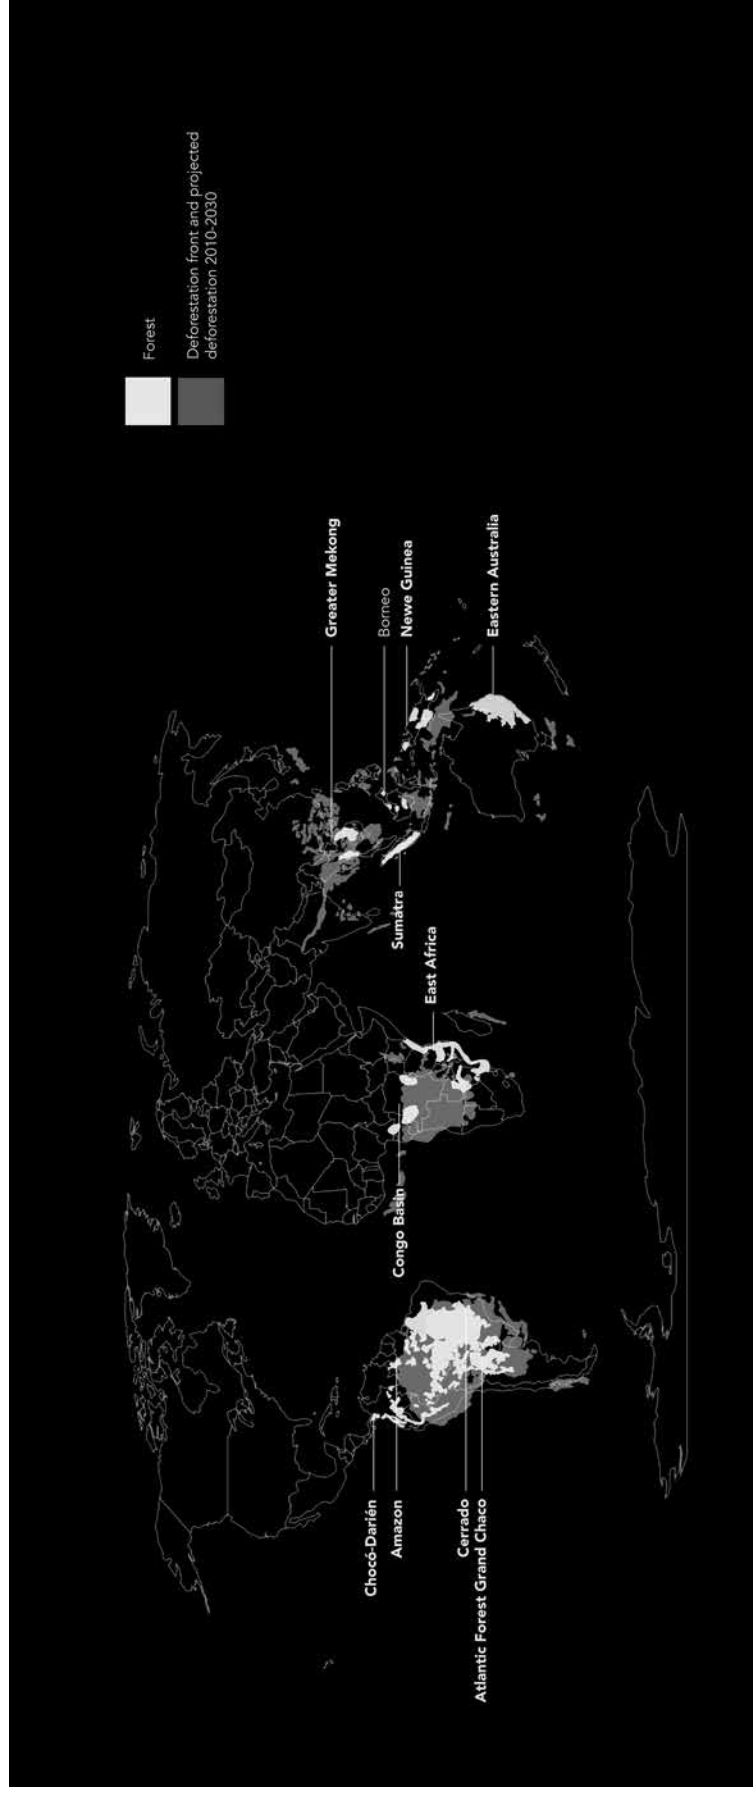 Forest
Deforestation front and projected
deforestation 2010-2030
Greater Mekong
Borneo
Newe Guinea
Eastern Australia
Sumátra
East Africa
Congo Basin
Chocó-Darién
Amazon
Cerrado
Atlantic Forest Grand Chaco